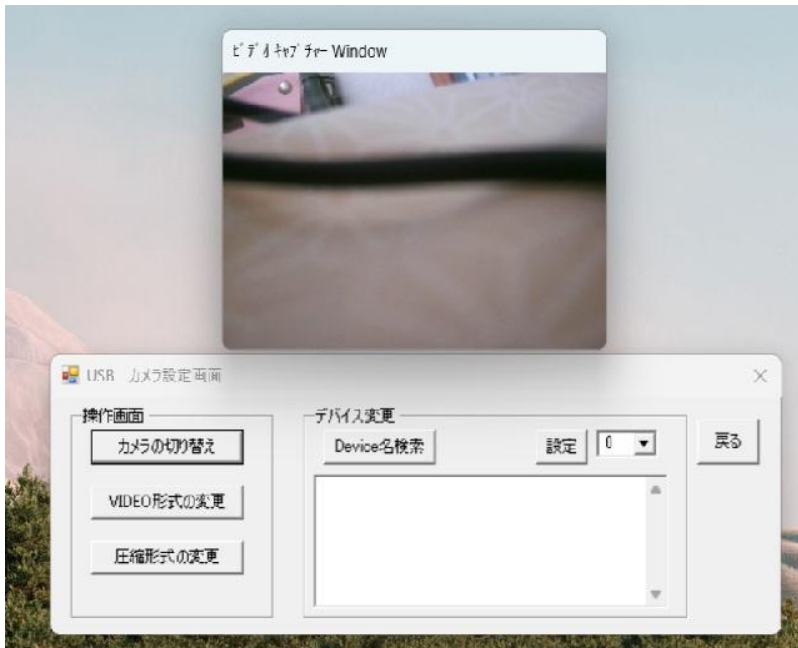 ﾋﾞﾃﾞｲｷｬﾌﾟﾁｬｰ Window
USB カメラ設定画面
操作画面
カメラの切り替え
VIDEO形式の変更
圧縮形式の変更
デバイス変更
Device名検索
設定
0
戻る